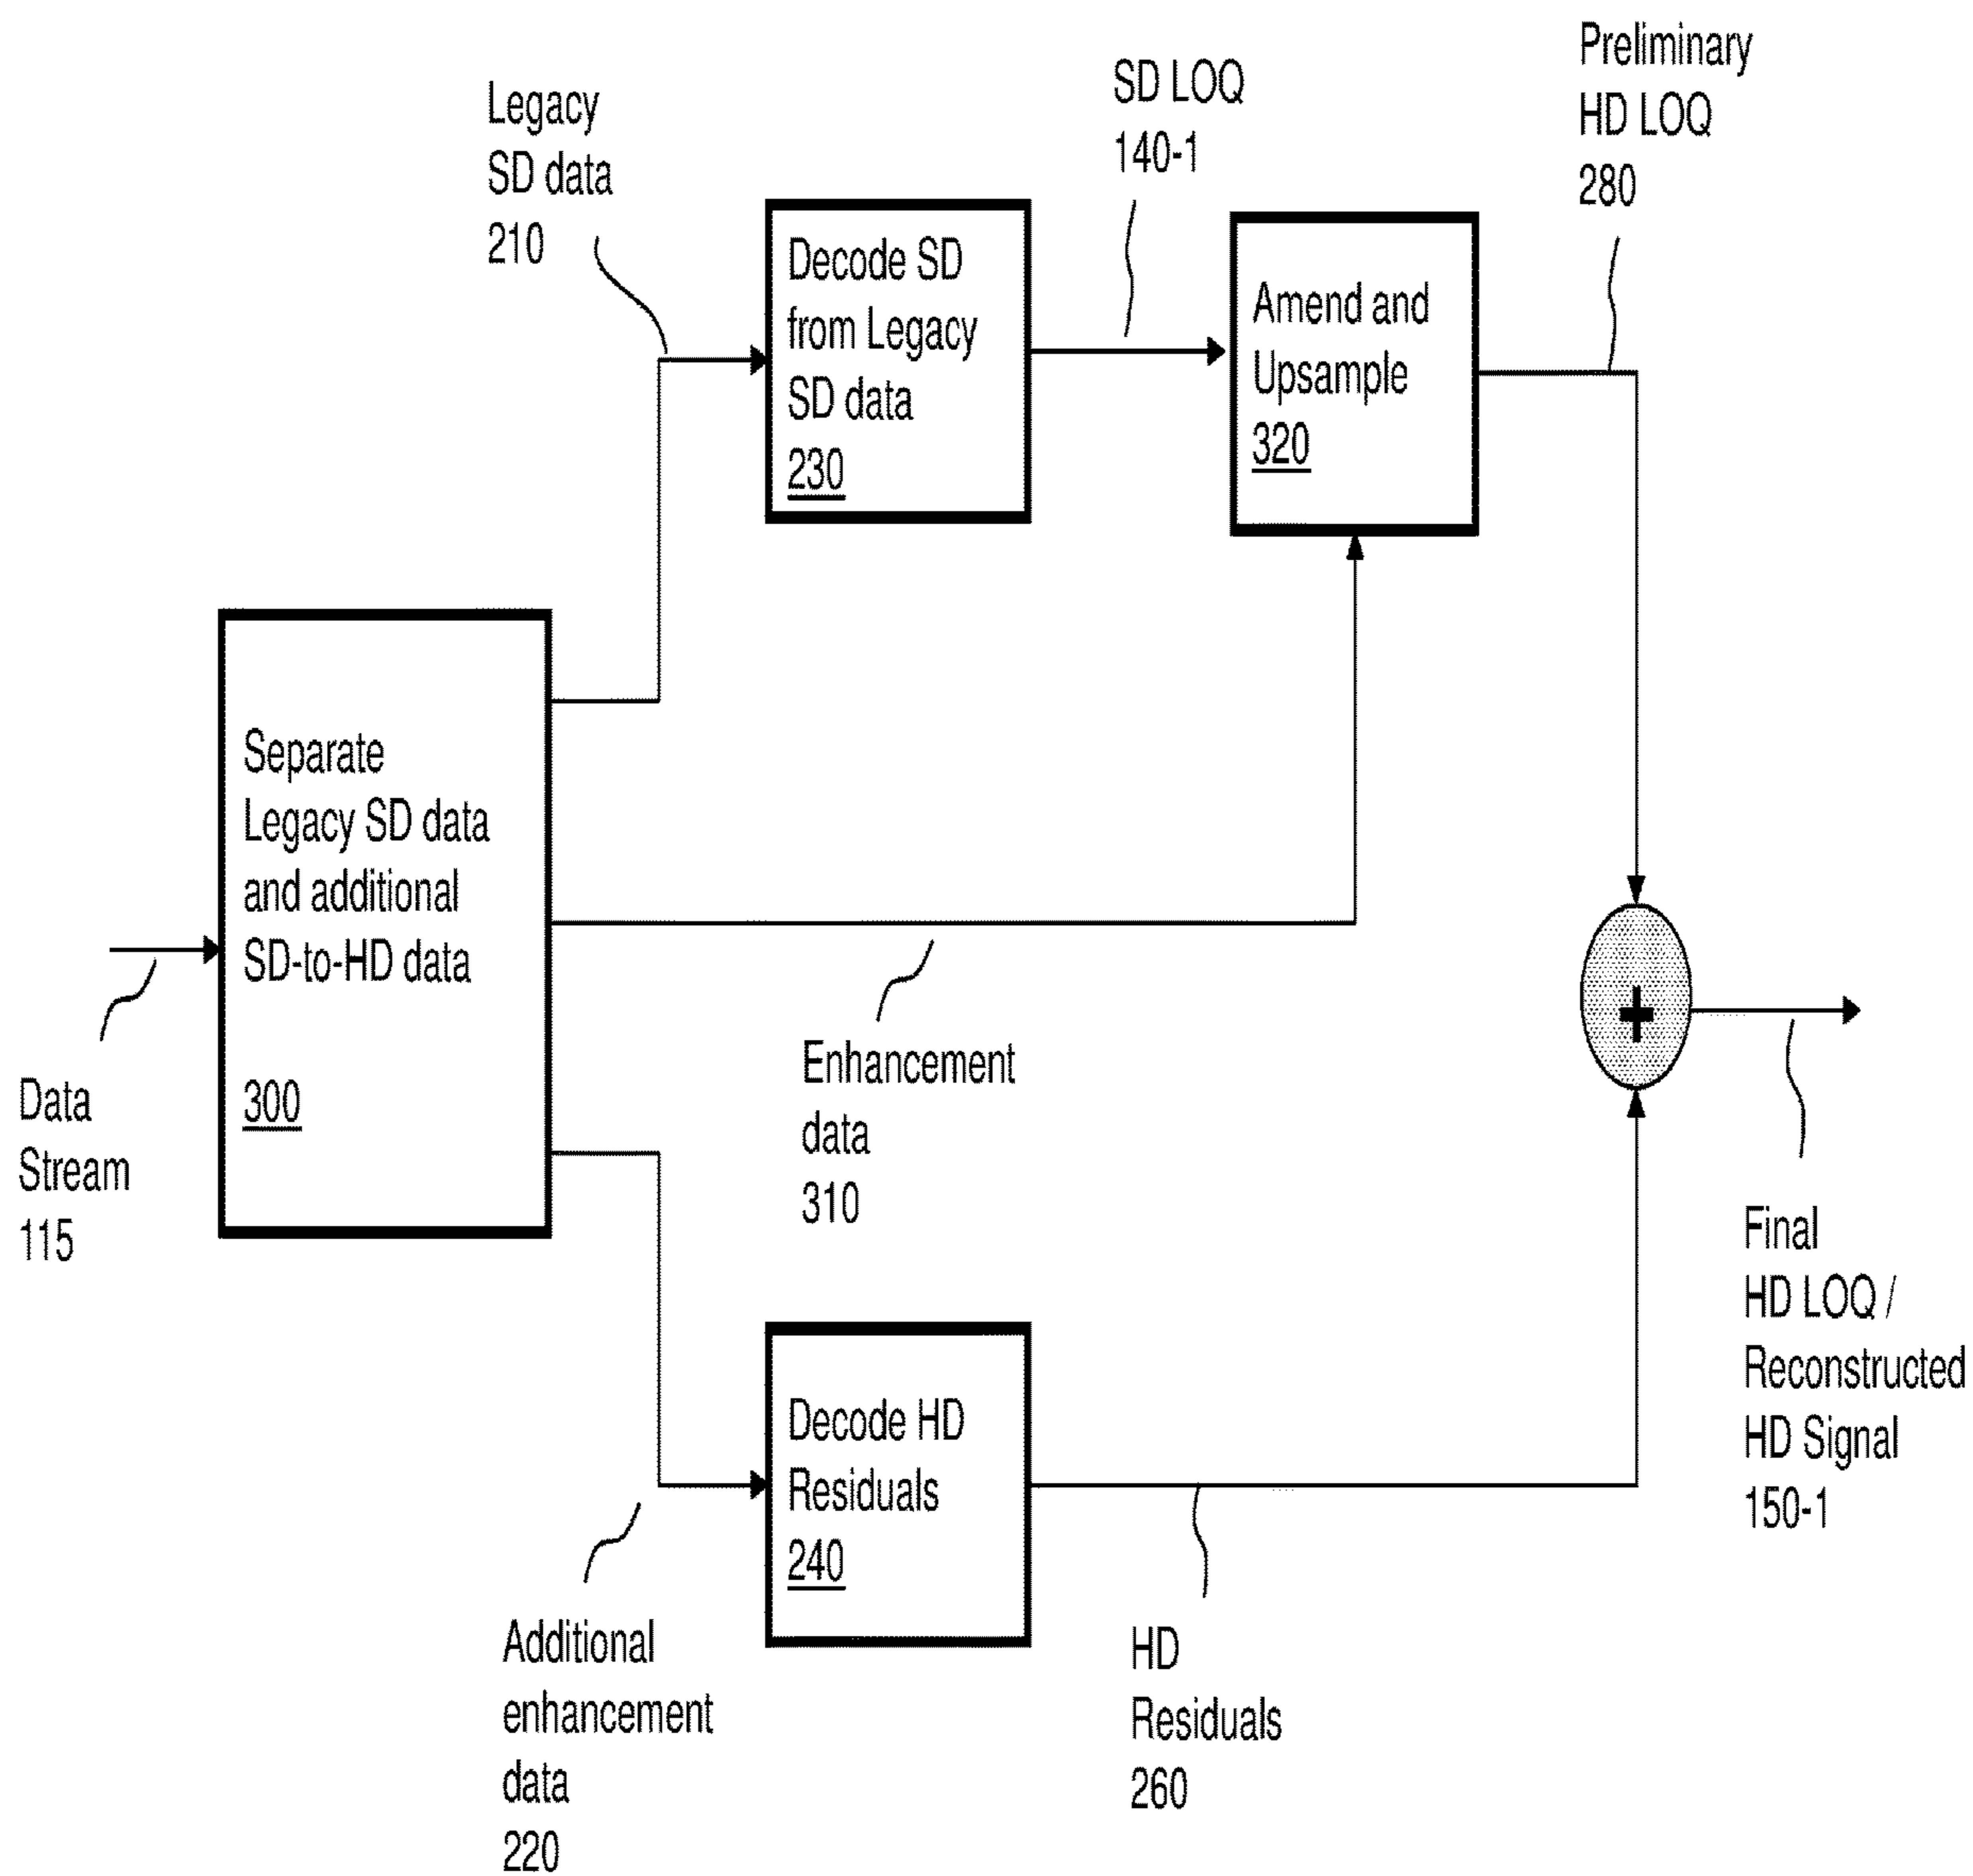 Legacy
SD data
210
SD LOQ
140-1
Preliminary
HD LOQ
280
Decode SD
from Legacy
SD data
230
Amend and
Upsample
320
Separate
Legacy SD data
and additional
SD-to-HD data
300
Data
Stream
115
Enhancement
data
310
+
Final
HD LOQ /
Reconstructed
HD Signal
150-1
Decode HD
Residuals
240
Additional
enhancement
data
220
HD
Residuals
260